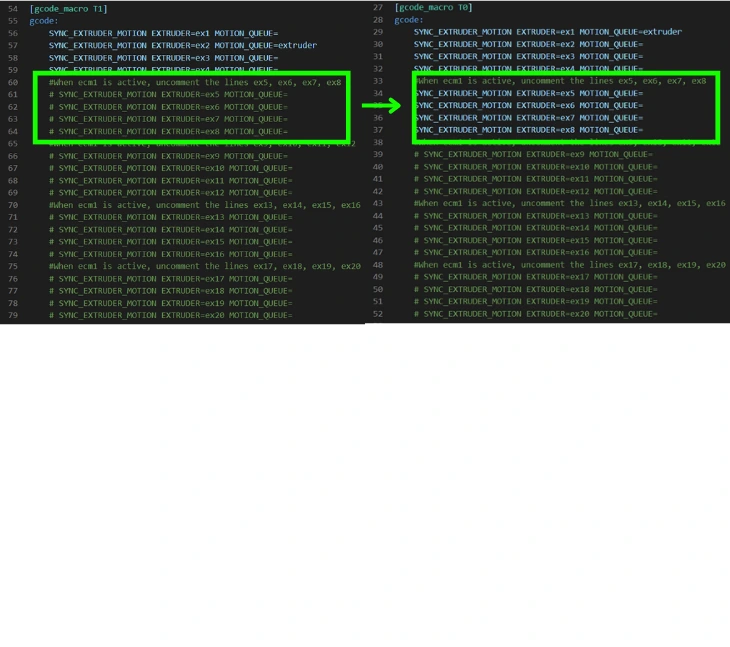 54 [gcode_macro T1]
55 gcode:
56 SYNC_EXTRUDER_MOTION EXTRUDER=ex1 MOTION_QUEUE=
57 SYNC_EXTRUDER_MOTION EXTRUDER=ex2 MOTION_QUEUE=extruder
58 SYNC_EXTRUDER_MOTION EXTRUDER=ex3 MOTION_QUEUE=
59 SYNC_EXTRUDER_MOTION EXTRUDER=ex4 MOTION_QUEUE=
60 #When ecm1 is active, uncomment the lines ex5, ex6, ex7, ex8
61 # SYNC_EXTRUDER_MOTION EXTRUDER=ex5 MOTION_QUEUE=
62 # SYNC_EXTRUDER_MOTION EXTRUDER=ex6 MOTION_QUEUE=
63 # SYNC_EXTRUDER_MOTION EXTRUDER=ex7 MOTION_QUEUE=
64 # SYNC_EXTRUDER_MOTION EXTRUDER=ex8 MOTION_QUEUE=
65 #When ecm1 is active, uncomment the lines
66 # SYNC_EXTRUDER_MOTION EXTRUDER=ex9 MOTION_QUEUE=
67 # SYNC_EXTRUDER_MOTION EXTRUDER=ex10 MOTION_QUEUE=
68 # SYNC_EXTRUDER_MOTION EXTRUDER=ex11 MOTION_QUEUE=
69 # SYNC_EXTRUDER_MOTION EXTRUDER=ex12 MOTION_QUEUE=
70 #When ecm1 is active, uncomment the lines ex13, ex14, ex15, ex16
71 # SYNC_EXTRUDER_MOTION EXTRUDER=ex13 MOTION_QUEUE=
72 # SYNC_EXTRUDER_MOTION EXTRUDER=ex14 MOTION_QUEUE=
73 # SYNC_EXTRUDER_MOTION EXTRUDER=ex15 MOTION_QUEUE=
74 # SYNC_EXTRUDER_MOTION EXTRUDER=ex16 MOTION_QUEUE=
75 #When ecm1 is active, uncomment the lines ex17, ex18, ex19, ex20
76 # SYNC_EXTRUDER_MOTION EXTRUDER=ex17 MOTION_QUEUE=
77 # SYNC_EXTRUDER_MOTION EXTRUDER=ex18 MOTION_QUEUE=
78 # SYNC_EXTRUDER_MOTION EXTRUDER=ex19 MOTION_QUEUE=
79 # SYNC_EXTRUDER_MOTION EXTRUDER=ex20 MOTION_QUEUE=
27 [gcode_macro T0]
28 gcode:
29 SYNC_EXTRUDER_MOTION EXTRUDER=ex1 MOTION_QUEUE=extruder
30 SYNC_EXTRUDER_MOTION EXTRUDER=ex2 MOTION_QUEUE=
31 SYNC_EXTRUDER_MOTION EXTRUDER=ex3 MOTION_QUEUE=
32 SYNC_EXTRUDER_MOTION EXTRUDER=ex4 MOTION_QUEUE=
33 #When ecm1 is active, uncomment the lines ex5, ex6, ex7, ex8
34 SYNC_EXTRUDER_MOTION EXTRUDER=ex5 MOTION_QUEUE=
35 SYNC_EXTRUDER_MOTION EXTRUDER=ex6 MOTION_QUEUE=
36 SYNC_EXTRUDER_MOTION EXTRUDER=ex7 MOTION_QUEUE=
37 SYNC_EXTRUDER_MOTION EXTRUDER=ex8 MOTION_QUEUE=
38
39 # SYNC_EXTRUDER_MOTION EXTRUDER=ex9 MOTION_QUEUE=
40 # SYNC_EXTRUDER_MOTION EXTRUDER=ex10 MOTION_QUEUE=
41 # SYNC_EXTRUDER_MOTION EXTRUDER=ex11 MOTION_QUEUE=
42 # SYNC_EXTRUDER_MOTION EXTRUDER=ex12 MOTION_QUEUE=
43 #When ecm1 is active, uncomment the lines ex13, ex14, ex15, ex16
44 # SYNC_EXTRUDER_MOTION EXTRUDER=ex13 MOTION_QUEUE=
45 # SYNC_EXTRUDER_MOTION EXTRUDER=ex14 MOTION_QUEUE=
46 # SYNC_EXTRUDER_MOTION EXTRUDER=ex15 MOTION_QUEUE=
47 # SYNC_EXTRUDER_MOTION EXTRUDER=ex16 MOTION_QUEUE=
48 #When ecm1 is active, uncomment the lines ex17, ex18, ex19, ex20
49 # SYNC_EXTRUDER_MOTION EXTRUDER=ex17 MOTION_QUEUE=
50 # SYNC_EXTRUDER_MOTION EXTRUDER=ex18 MOTION_QUEUE=
51 # SYNC_EXTRUDER_MOTION EXTRUDER=ex19 MOTION_QUEUE=
52 # SYNC_EXTRUDER_MOTION EXTRUDER=ex20 MOTION_QUEUE=